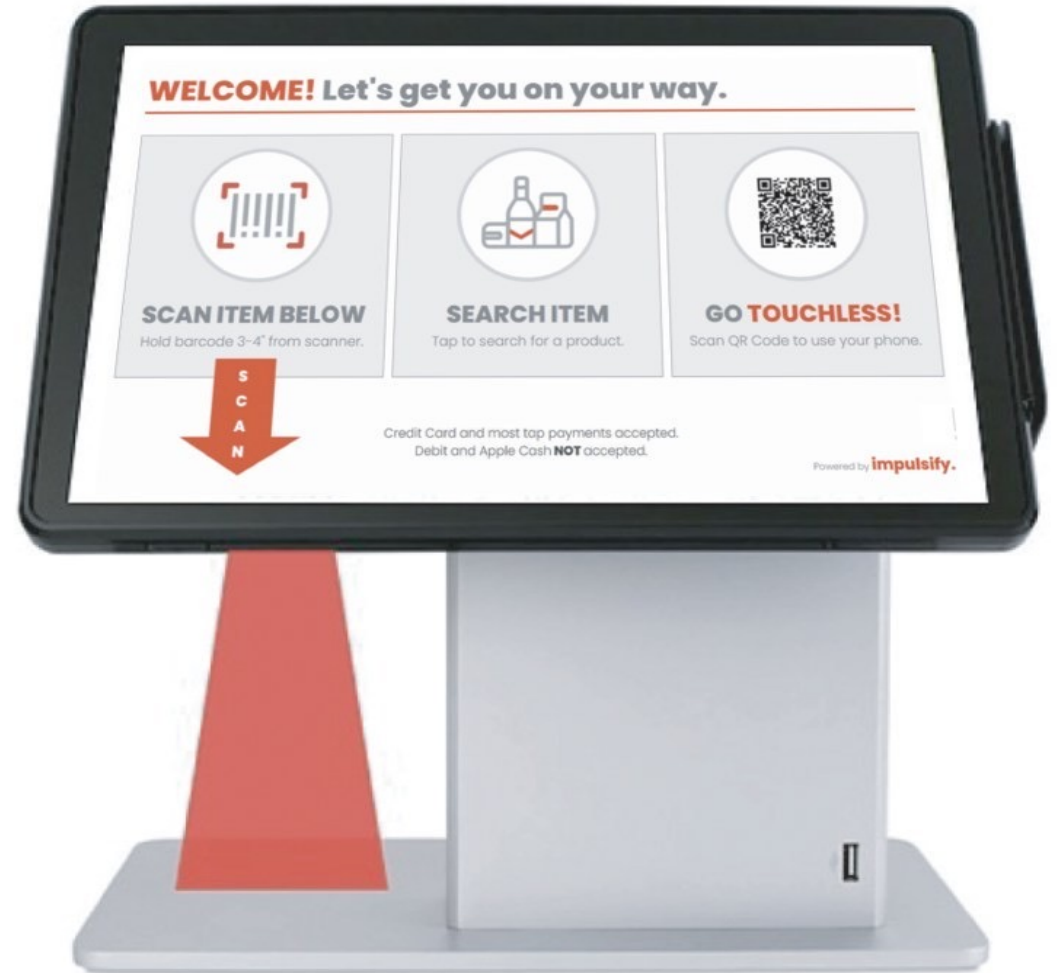 WELCOME! Let's get you on your way.
SCAN ITEM BELOW
Hold barcode 3-4" from scanner.
SCAN
SEARCH ITEM
Tap to search for a product.
GO TOUCHLESS!
Scan QR Code to use your phone.
Credit Card and most tap payments accepted.
Debit and Apple Cash NOT accepted.
Powered by impulsify.